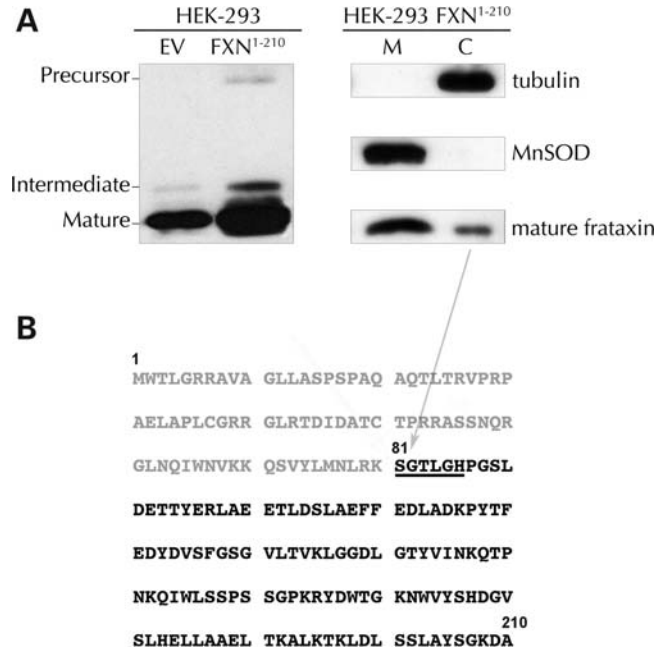 A
HEK-293
EV FXN1-210
Precursor
Intermediate
Mature
HEK-293 FXN1-210
M C
tubulin
MnSOD
mature frataxin
B
1
MWTLGRRAVA GLLASPSPAQ AQTLTRVPRP
AELAPLCGRR GLRTDIDATC TPRRASSNQR
81
GLNQIWNVKK QSVYLMNLRK SGTLGHPGSL
DETTYERLAE ETLDSLAEFF EDLADKPYTF
EDYDVSFGSG VLTVKLGGDL GTYVINKQTP
NKQIWLSSPS SGPKRYDWTG KNWVYSHDGV
210
SLHELLAAEL TKALKTKLDL SSLAYSGKDA